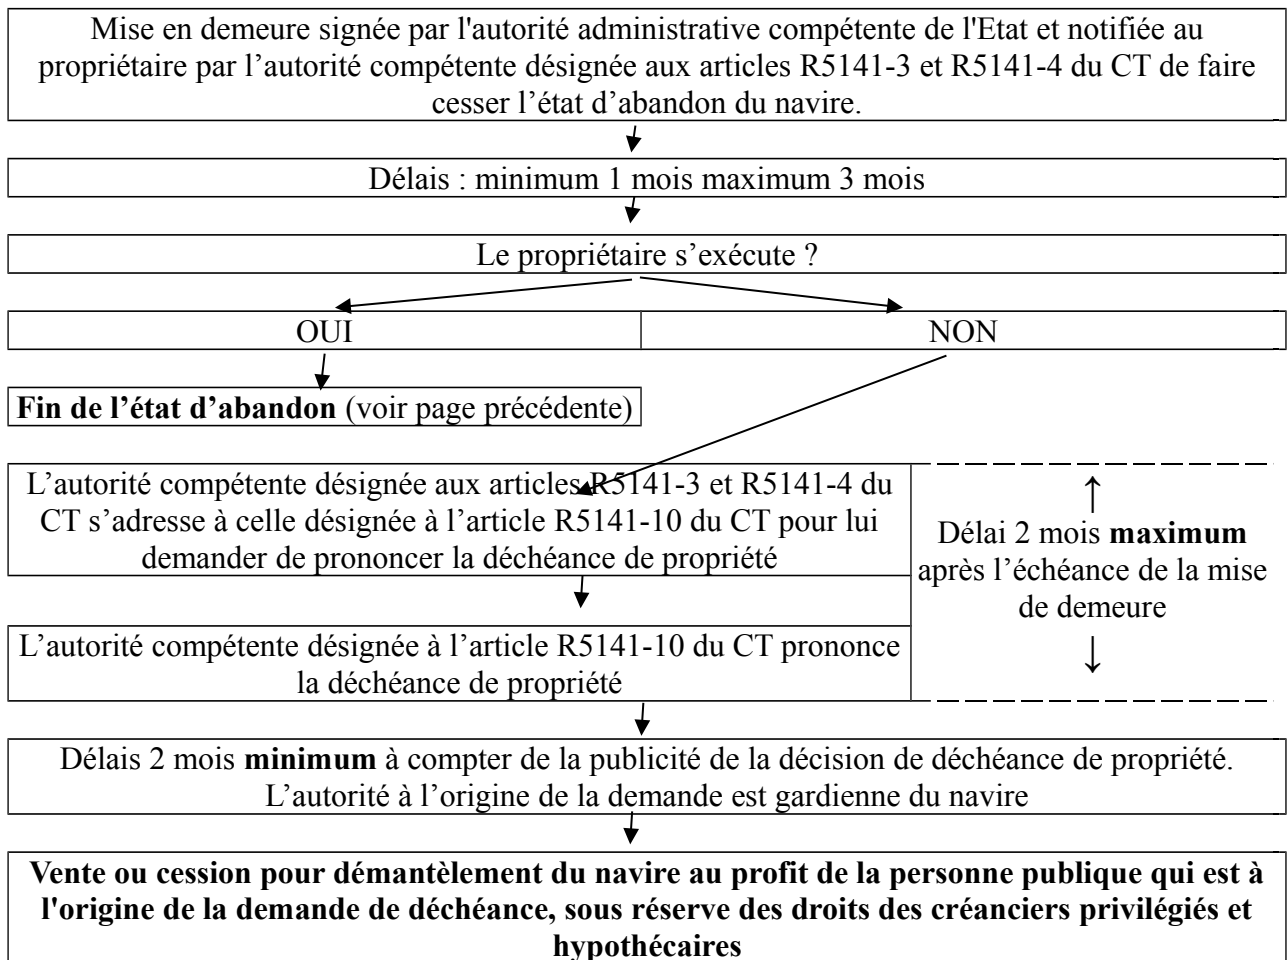 Mise en demeure signée par l'autorité administrative compétente de l'Etat et notifiée au
propriétaire par l’autorité compétente désignée aux articles R5141-3 et R5141-4 du CT de faire
cesser l’état d’abandon du navire.
Délais : minimum 1 mois maximum 3 mois
Le propriétaire s’exécute ?
OUI
NON
Fin de l’état d’abandon (voir page précédente)
L’autorité compétente désignée aux articles R5141-3 et R5141-4 du
CT s’adresse à celle désignée à l’article R5141-10 du CT pour lui
demander de prononcer la déchéance de propriété
↑
Délai 2 mois maximum
après l’échéance de la mise
de demeure
↓
L’autorité compétente désignée à l’article R5141-10 du CT prononce
la déchéance de propriété
Délais 2 mois minimum à compter de la publicité de la décision de déchéance de propriété.
L’autorité à l’origine de la demande est gardienne du navire
Vente ou cession pour démantèlement du navire au profit de la personne publique qui est à
l'origine de la demande de déchéance, sous réserve des droits des créanciers privilégiés et
hypothécaires